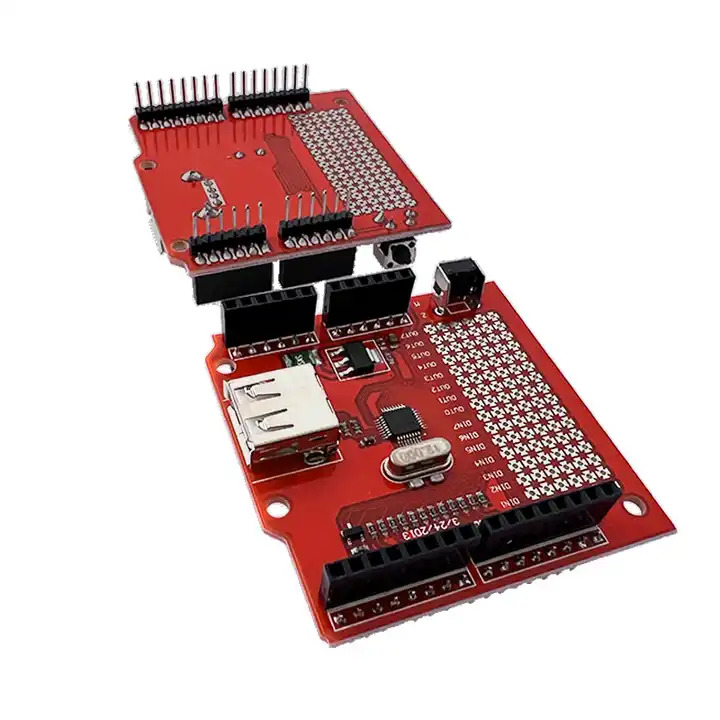 OUT7
OUT6
OUT5
OUT4
OUT3
OUT2
OUT1
OUT0
DIN7
DIN6
DIN5
DIN4
DIN3
DIN2
DIN1
12.000
3/24/2013